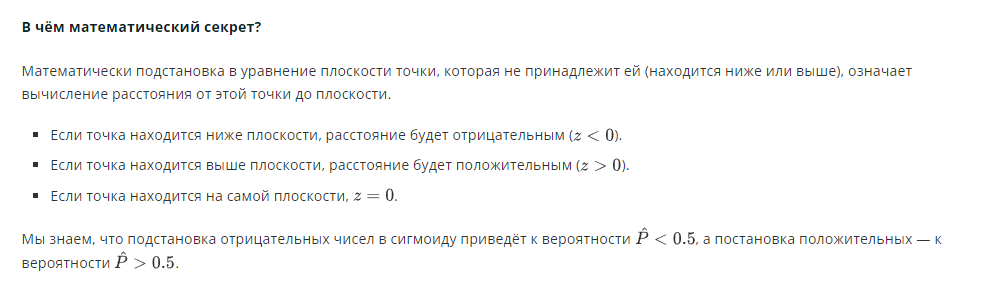 В чём математический секрет?
Математически подстановка в уравнение плоскости точки, которая не принадлежит ей (находится ниже или выше), означает
вычисление расстояния от этой точки до плоскости.
▪ Если точка находится ниже плоскости, расстояние будет отрицательным (z < 0).
▪ Если точка находится выше плоскости, расстояние будет положительным (z > 0).
▪ Если точка находится на самой плоскости, z = 0.
Мы знаем, что подстановка отрицательных чисел в сигмоиду приведёт к вероятности P̂ < 0.5, а постановка положительных — к
вероятности P̂ > 0.5.